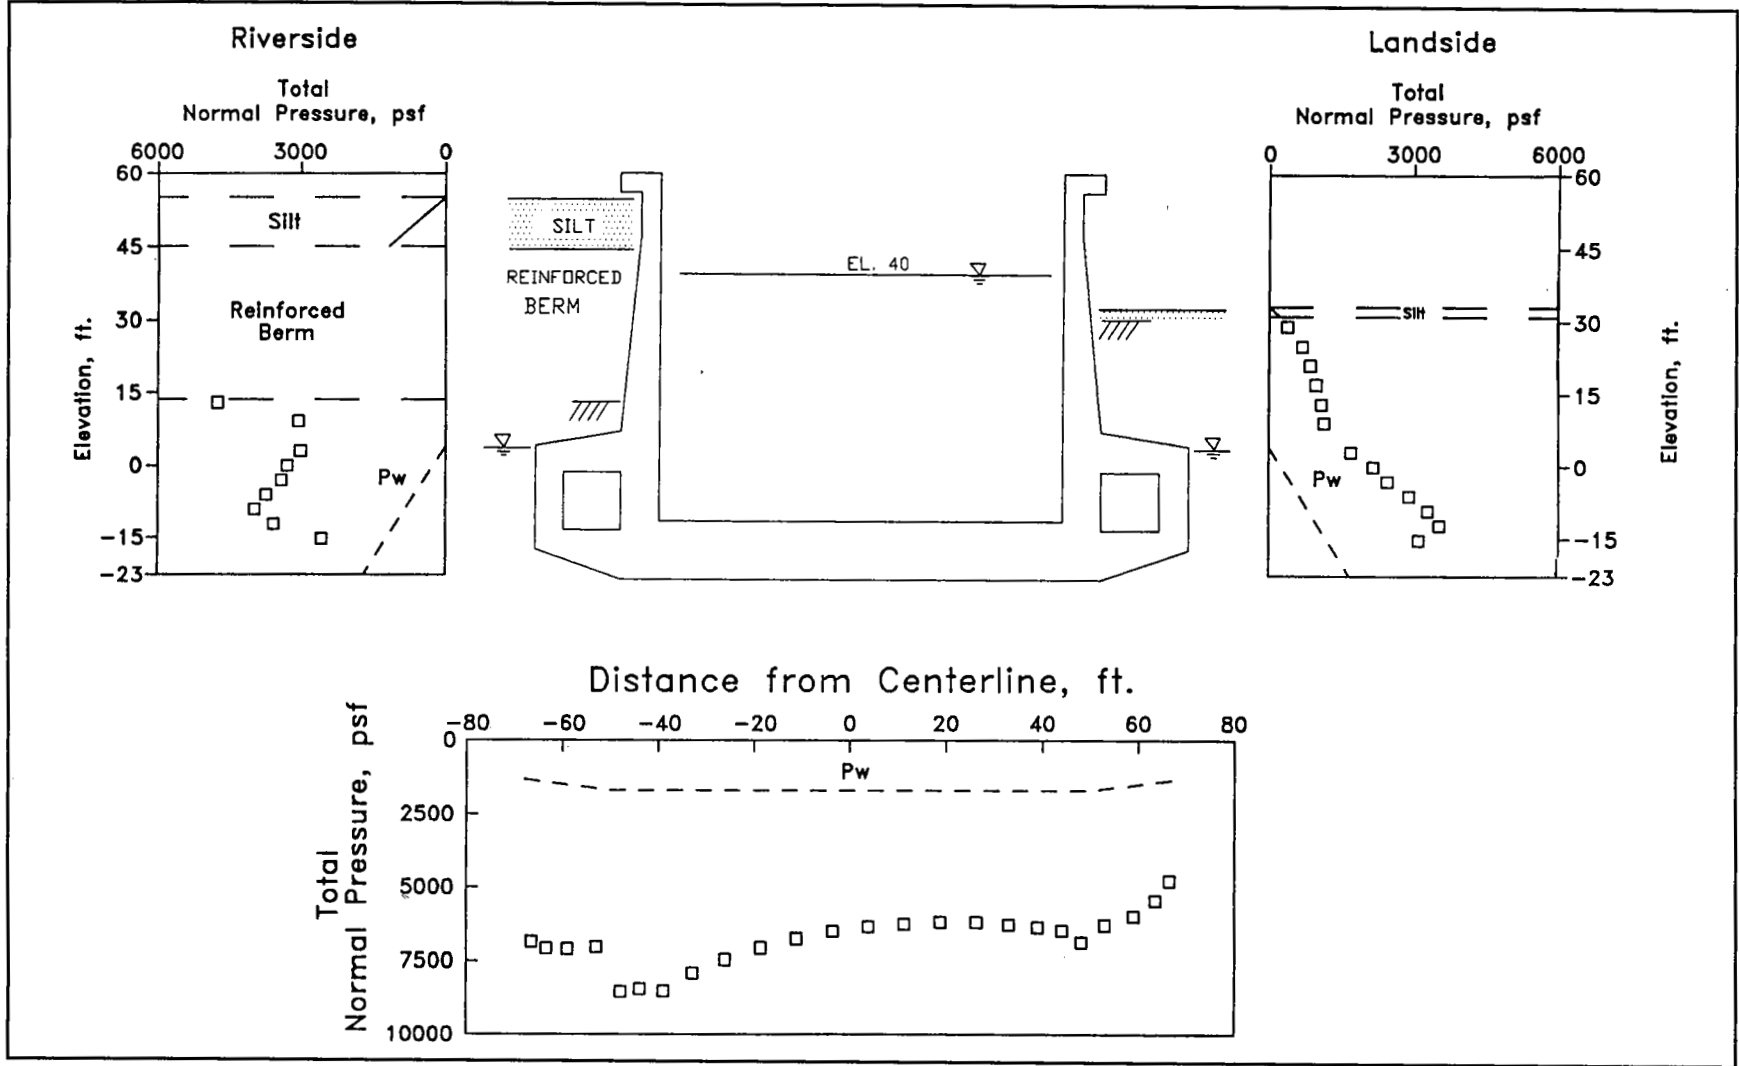 Riverside
Total
Normal Pressure, psf
6000 3000 0
60
45
30
15
0
-15
-23
Elevation, ft.
Silt
Reinforced
Berm
Pw
SILT
REINFORCED
BERM
EL. 40
Landside
Total
Normal Pressure, psf
0 3000 6000
60
45
30
15
0
-15
-23
Elevation, ft.
Silt
Pw
Distance from Centerline, ft.
-80 -60 -40 -20 0 20 40 60 80
0
2500
5000
7500
10000
Total
Normal Pressure, psf
Pw